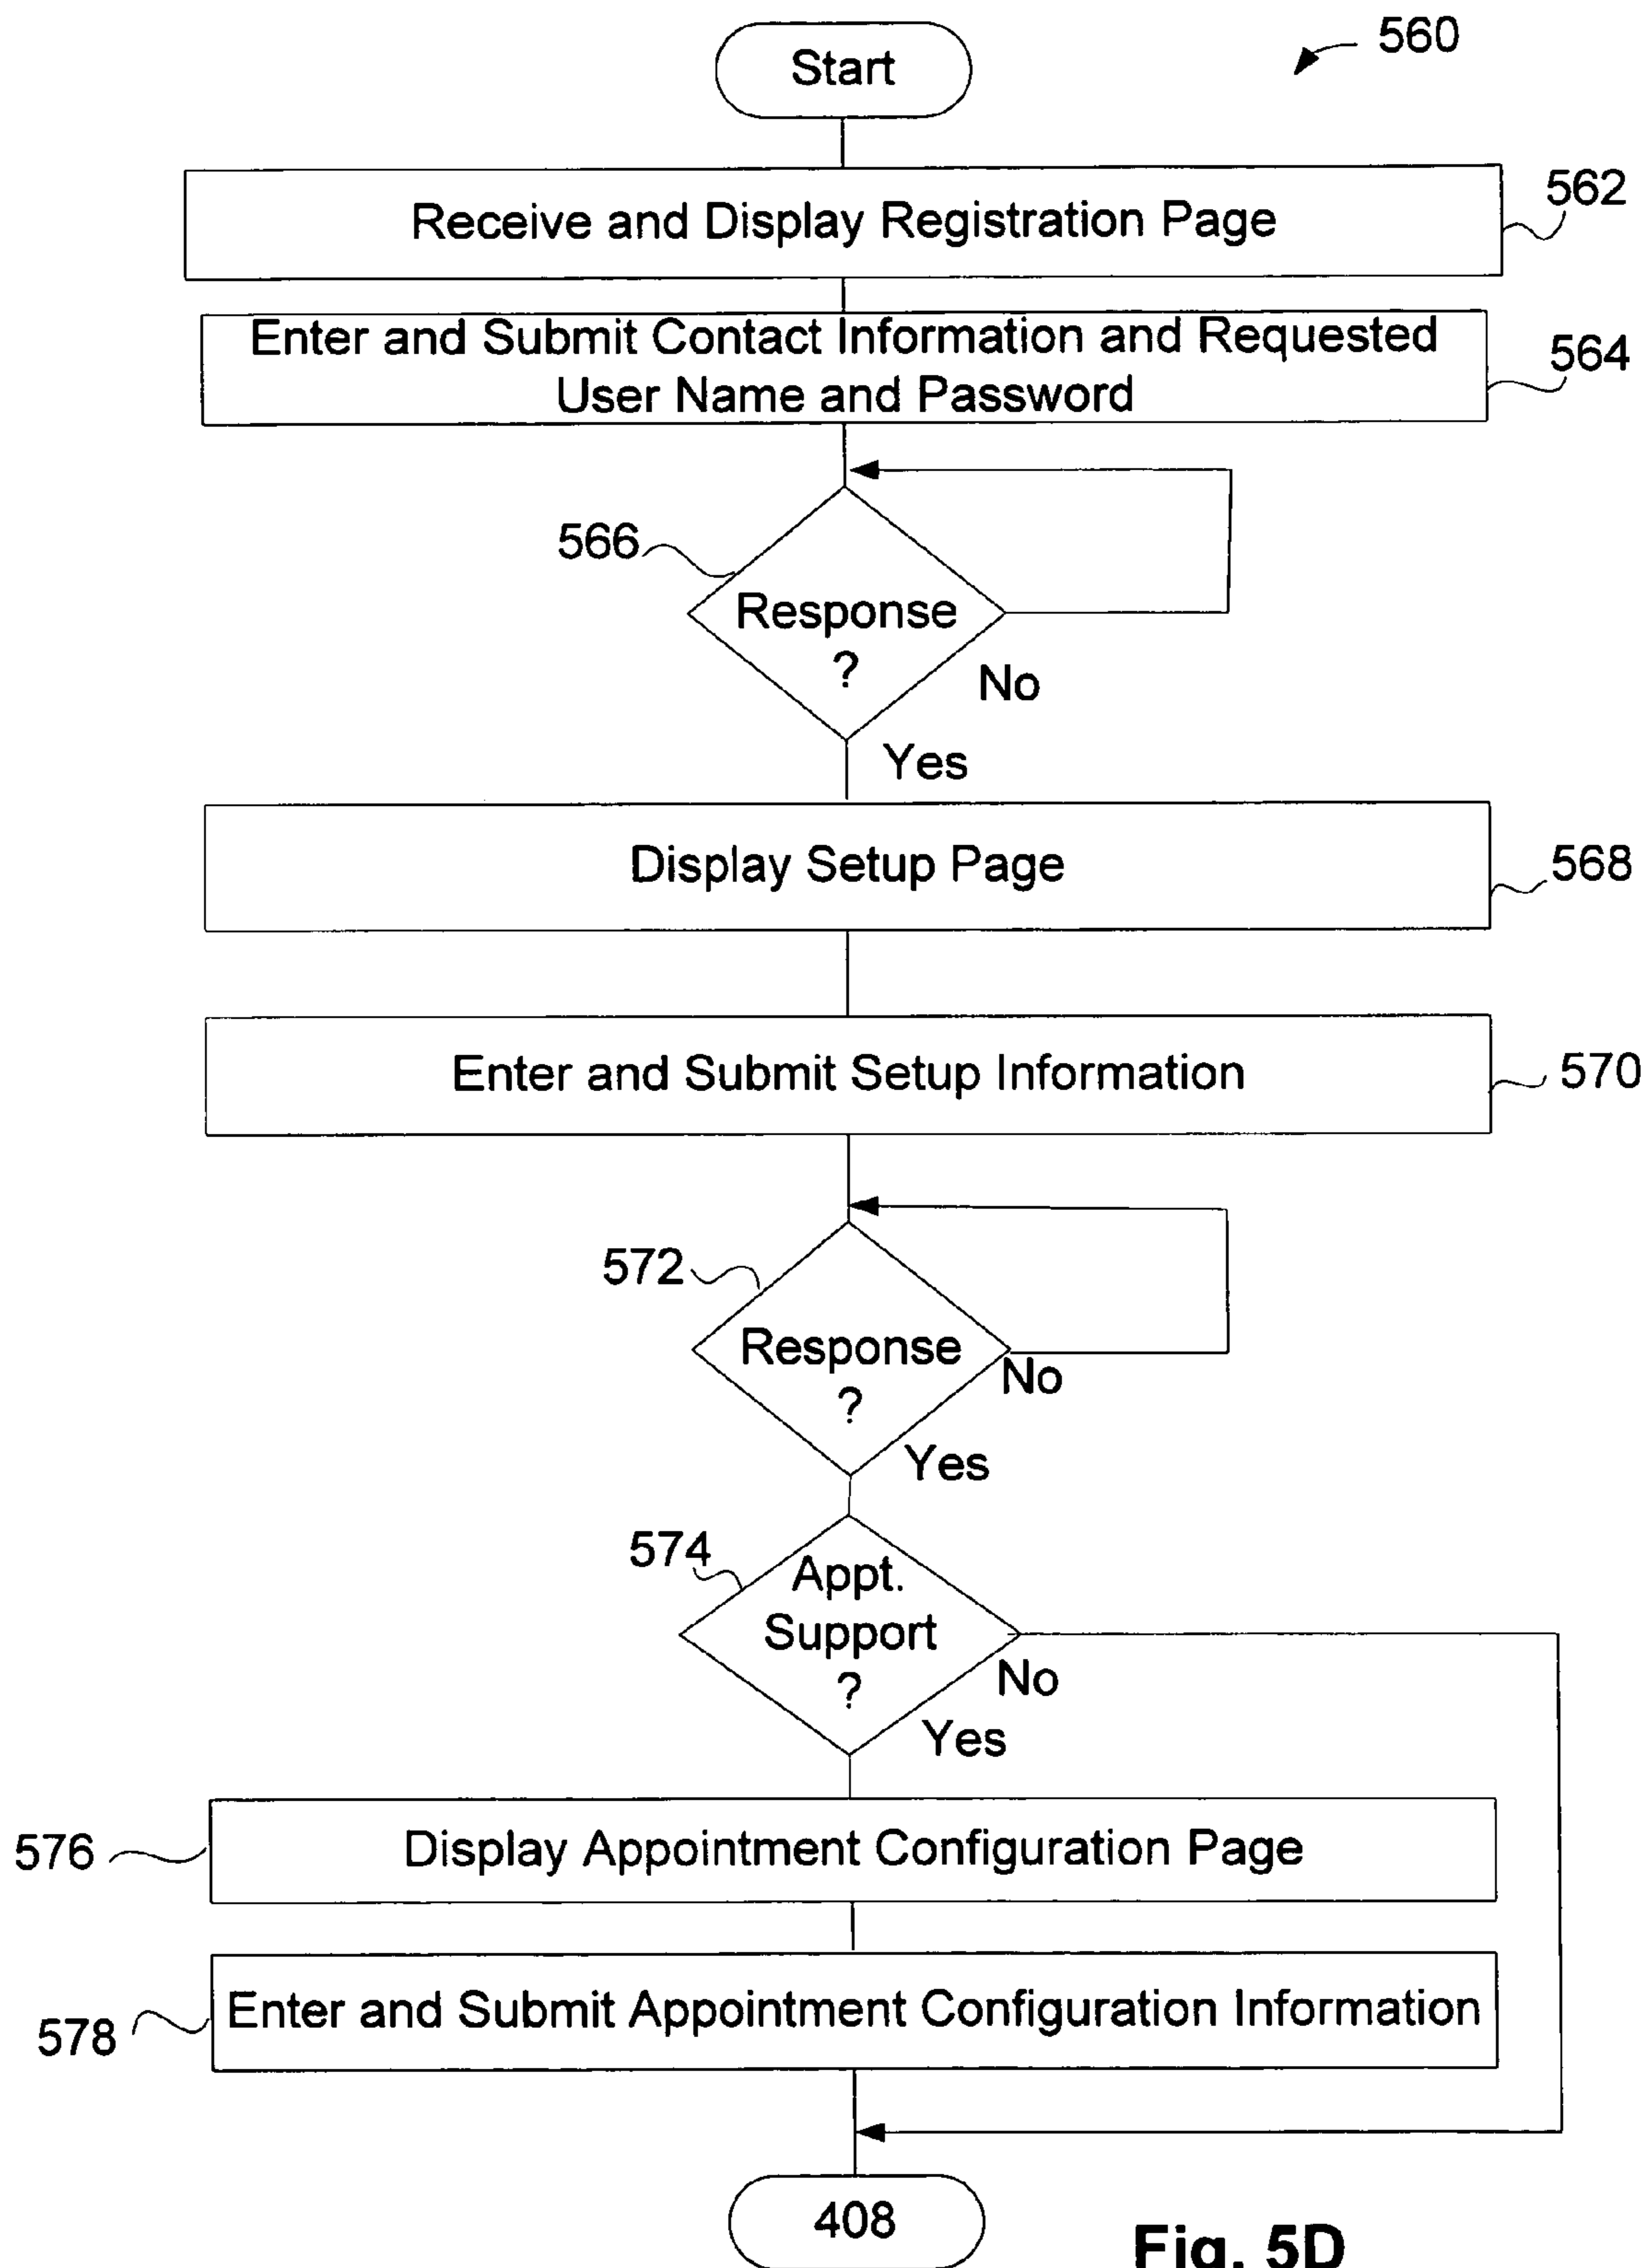 Start
560
Receive and Display Registration Page
562
Enter and Submit Contact Information and Requested
User Name and Password
564
566
Response
?
No
Yes
Display Setup Page
568
Enter and Submit Setup Information
570
572
Response
?
No
Yes
574
Appt.
Support
?
No
Yes
576
Display Appointment Configuration Page
578
Enter and Submit Appointment Configuration Information
408
Fig. 5D